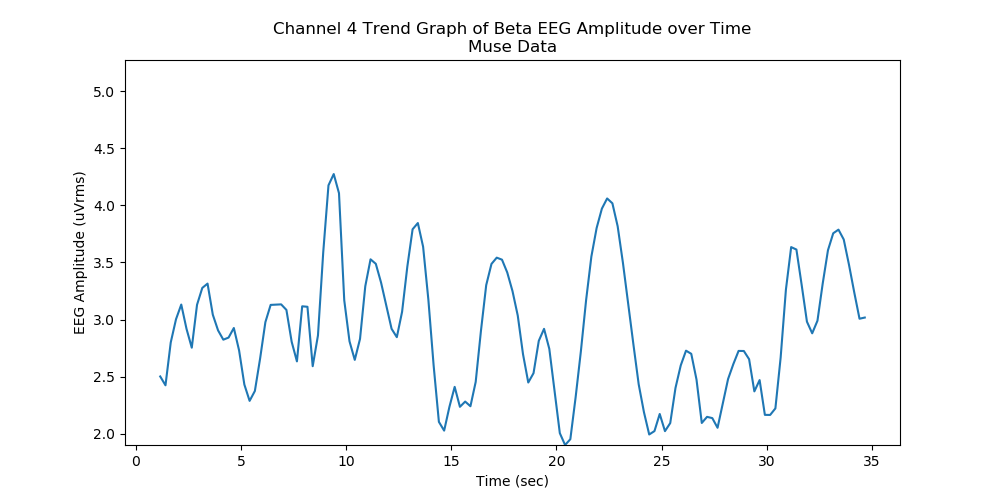 Channel 4 Trend Graph of Beta EEG Amplitude over Time
Muse Data
EEG Amplitude (uVrms)
5.0
4.5
4.0
3.5
3.0
2.5
2.0
0 5 10 15 20 25 30 35
Time (sec)